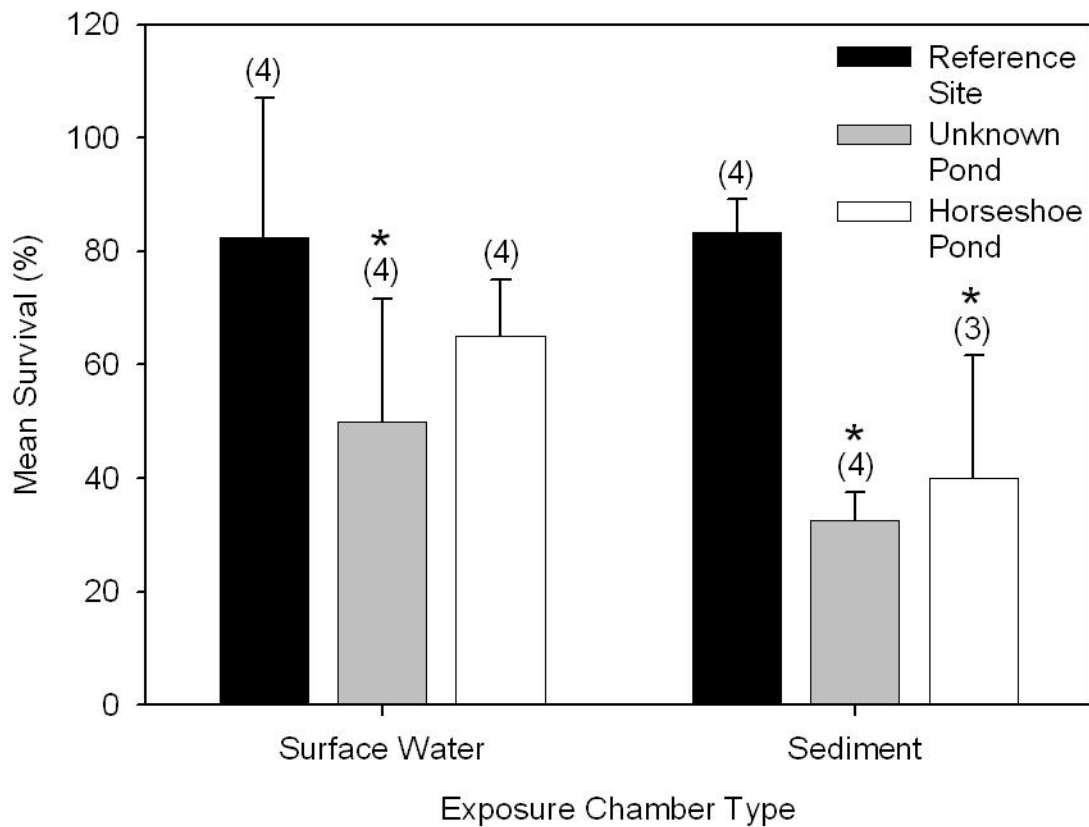 120
100
80
60
40
20
0
Mean Survival (%)
(4)
*
(4)
(4)
(4)
*
(4)
*
(3)
Reference
Site
Unknown
Pond
Horseshoe
Pond
Surface Water
Sediment
Exposure Chamber Type